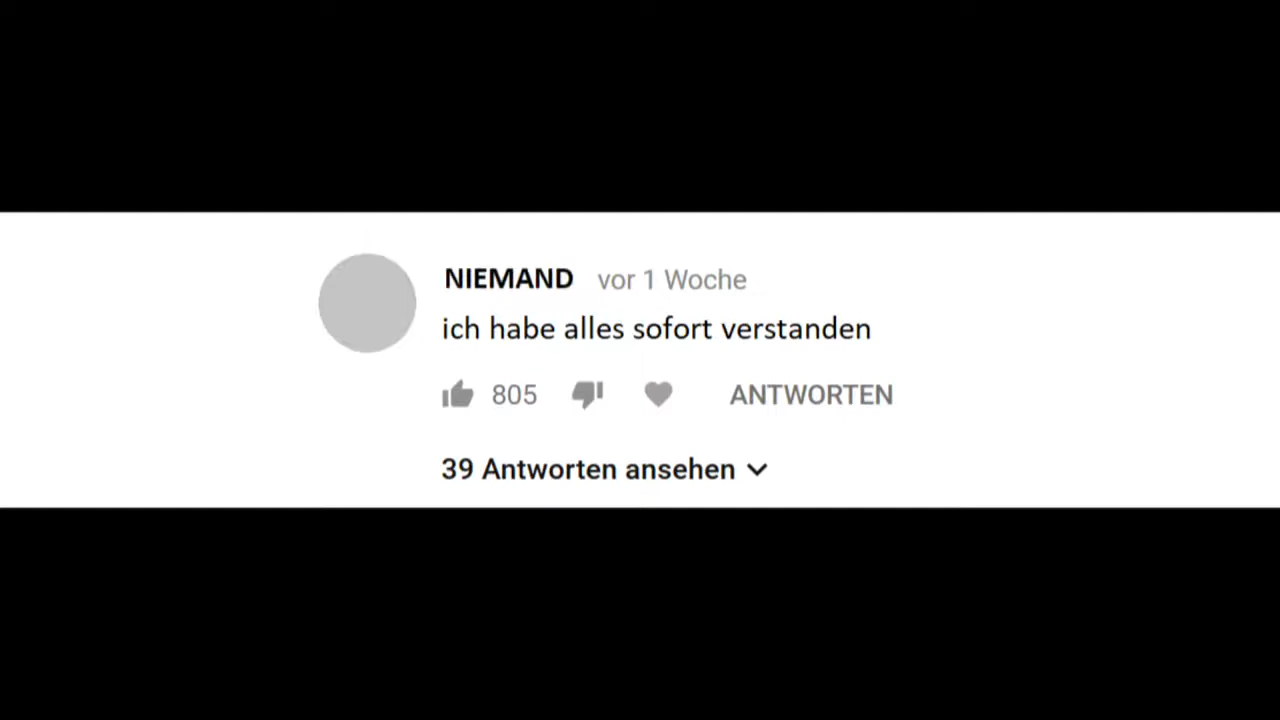 NIEMAND vor 1 Woche
ich habe alles sofort verstanden
805 ANTWORTEN
39 Antworten ansehen